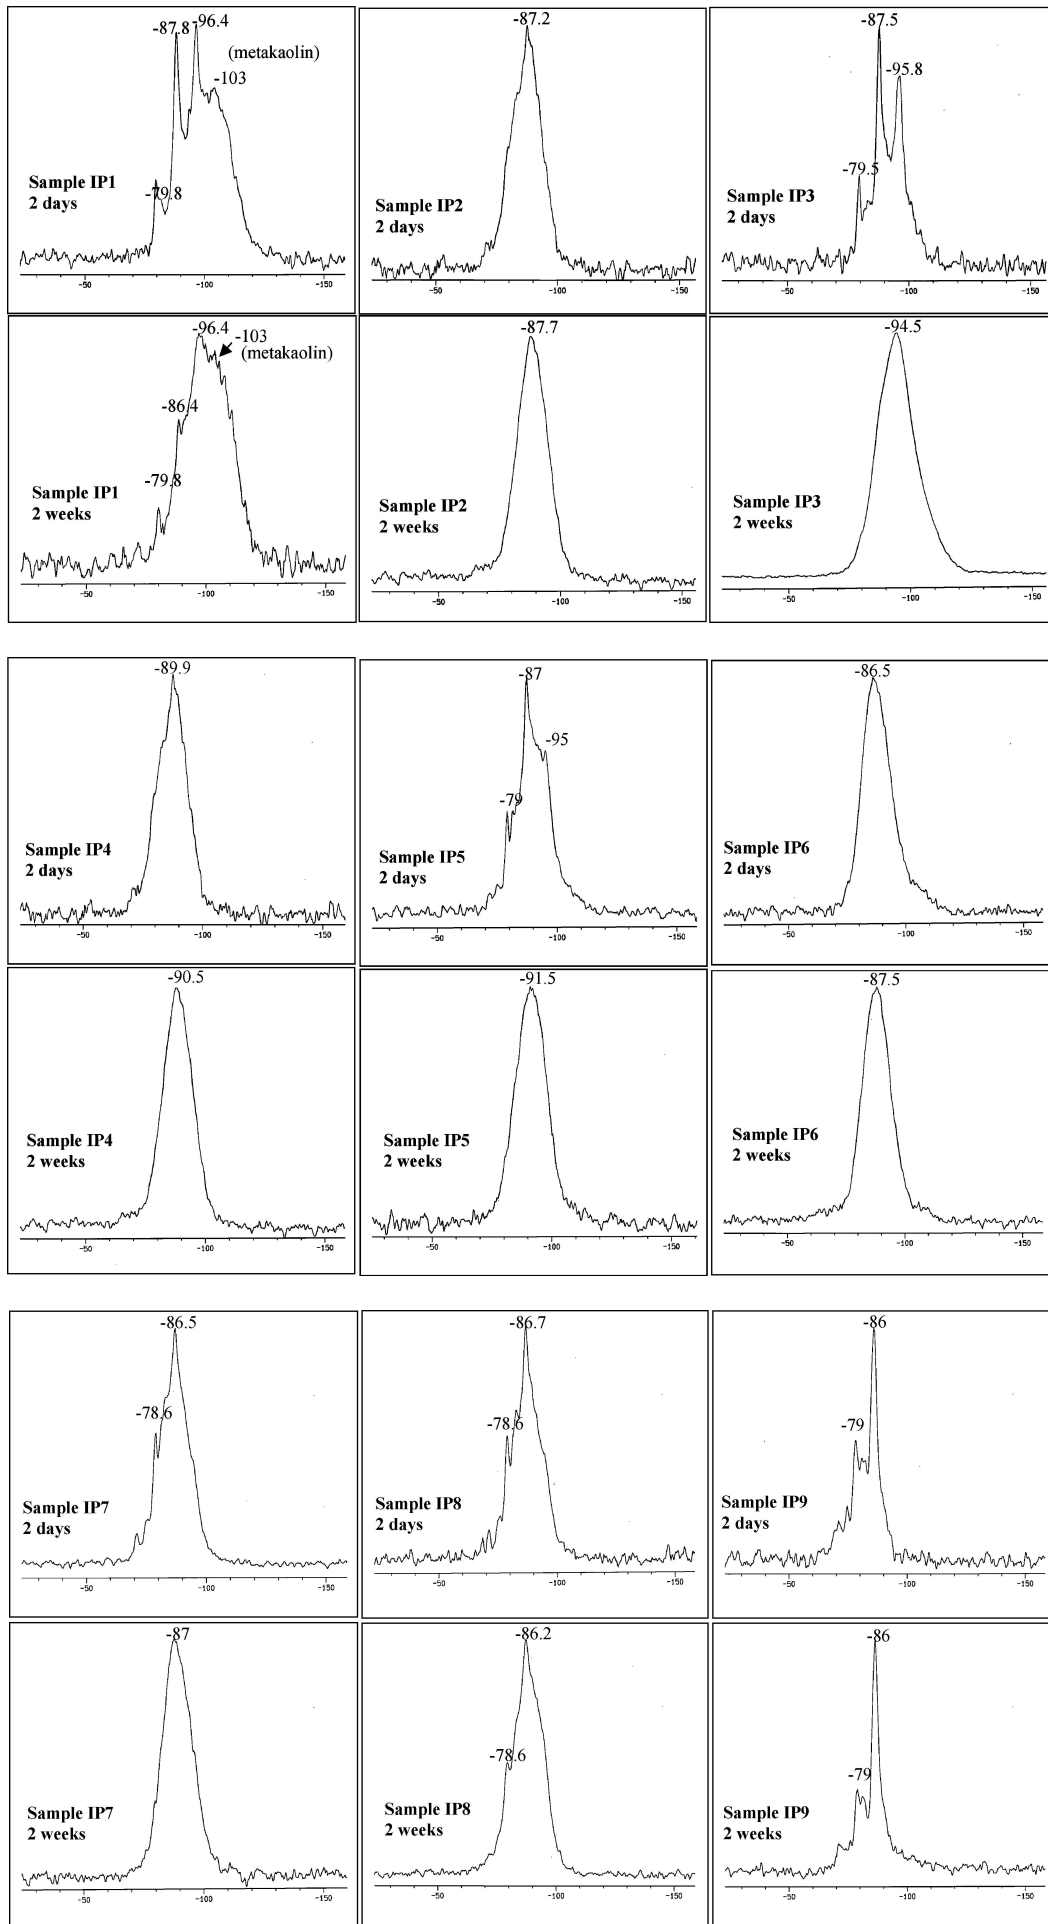 -87.8
-96.4
(metakaolin)
-103
-79.8
Sample IP1
2 days
-50
-100
-150
-87.2
Sample IP2
2 days
-50
-100
-150
-87.5
-95.8
-79.5
Sample IP3
2 days
-50
-100
-150
-96.4
-103
(metakaolin)
-86.4
-79.8
Sample IP1
2 weeks
-50
-100
-150
-87.7
Sample IP2
2 weeks
-50
-100
-150
-94.5
Sample IP3
2 weeks
-50
-100
-150
-89.9
Sample IP4
2 days
-50
-100
-150
-87
-95
-79
Sample IP5
2 days
-50
-100
-150
-86.5
Sample IP6
2 days
-50
-100
-150
-90.5
Sample IP4
2 weeks
-50
-100
-150
-91.5
Sample IP5
2 weeks
-50
-100
-150
-87.5
Sample IP6
2 weeks
-50
-100
-150
-86.5
-78.6
Sample IP7
2 days
-50
-100
-150
-86.7
-78.6
Sample IP8
2 days
-50
-100
-150
-86
-79
Sample IP9
2 days
-50
-100
-150
-87
Sample IP7
2 weeks
-50
-100
-150
-86.2
-78.6
Sample IP8
2 weeks
-50
-100
-150
-86
-79
Sample IP9
2 weeks
-50
-100
-150